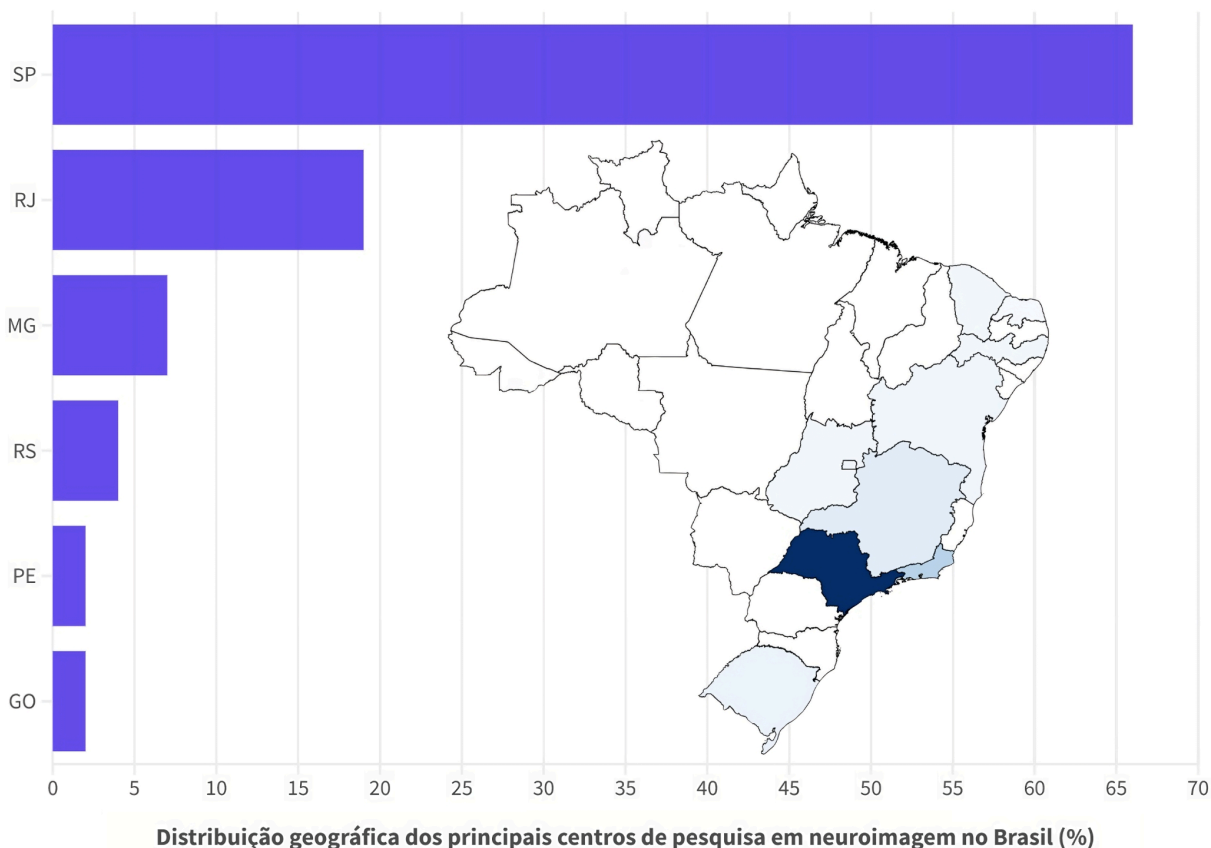 SP
RJ
MG
RS
PE
GO
0 5 10 15 20 25 30 35 40 45 50 55 60 65 70
Distribuição geográfica dos principais centros de pesquisa em neuroimagem no Brasil (%)